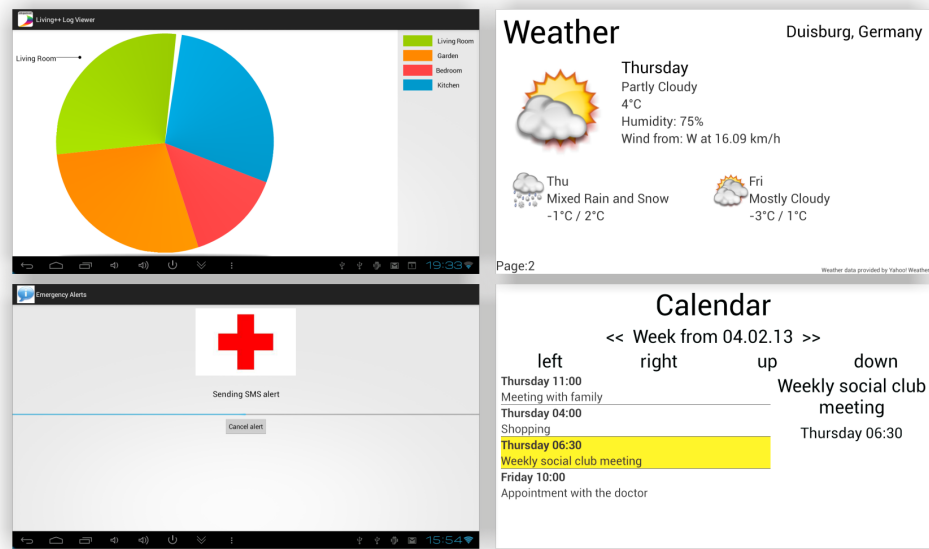 Living++ Log Viewer
Living Room
Living Room
Garden
Bedroom
Kitchen
19:33
Weather
Duisburg, Germany
Thursday
Partly Cloudy
4°C
Humidity: 75%
Wind from: W at 16.09 km/h
Thu
Mixed Rain and Snow
-1°C / 2°C
Fri
Mostly Cloudy
-3°C / 1°C
Page:2
Weather data provided by Yahoo! Weather
Emergency Alerts
Sending SMS alert
Cancel alert
15:54
Calendar
<< Week from 04.02.13 >>
left right up down
Thursday 11:00
Meeting with family
Thursday 04:00
Shopping
Thursday 06:30
Weekly social club meeting
Friday 10:00
Appointment with the doctor
Weekly social club
meeting
Thursday 06:30